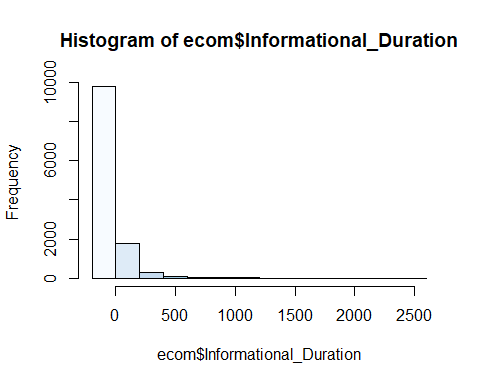 Histogram of ecom$Informational_Duration
Frequency
10000
6000
2000
0
0 500 1000 1500 2000 2500
ecom$Informational_Duration